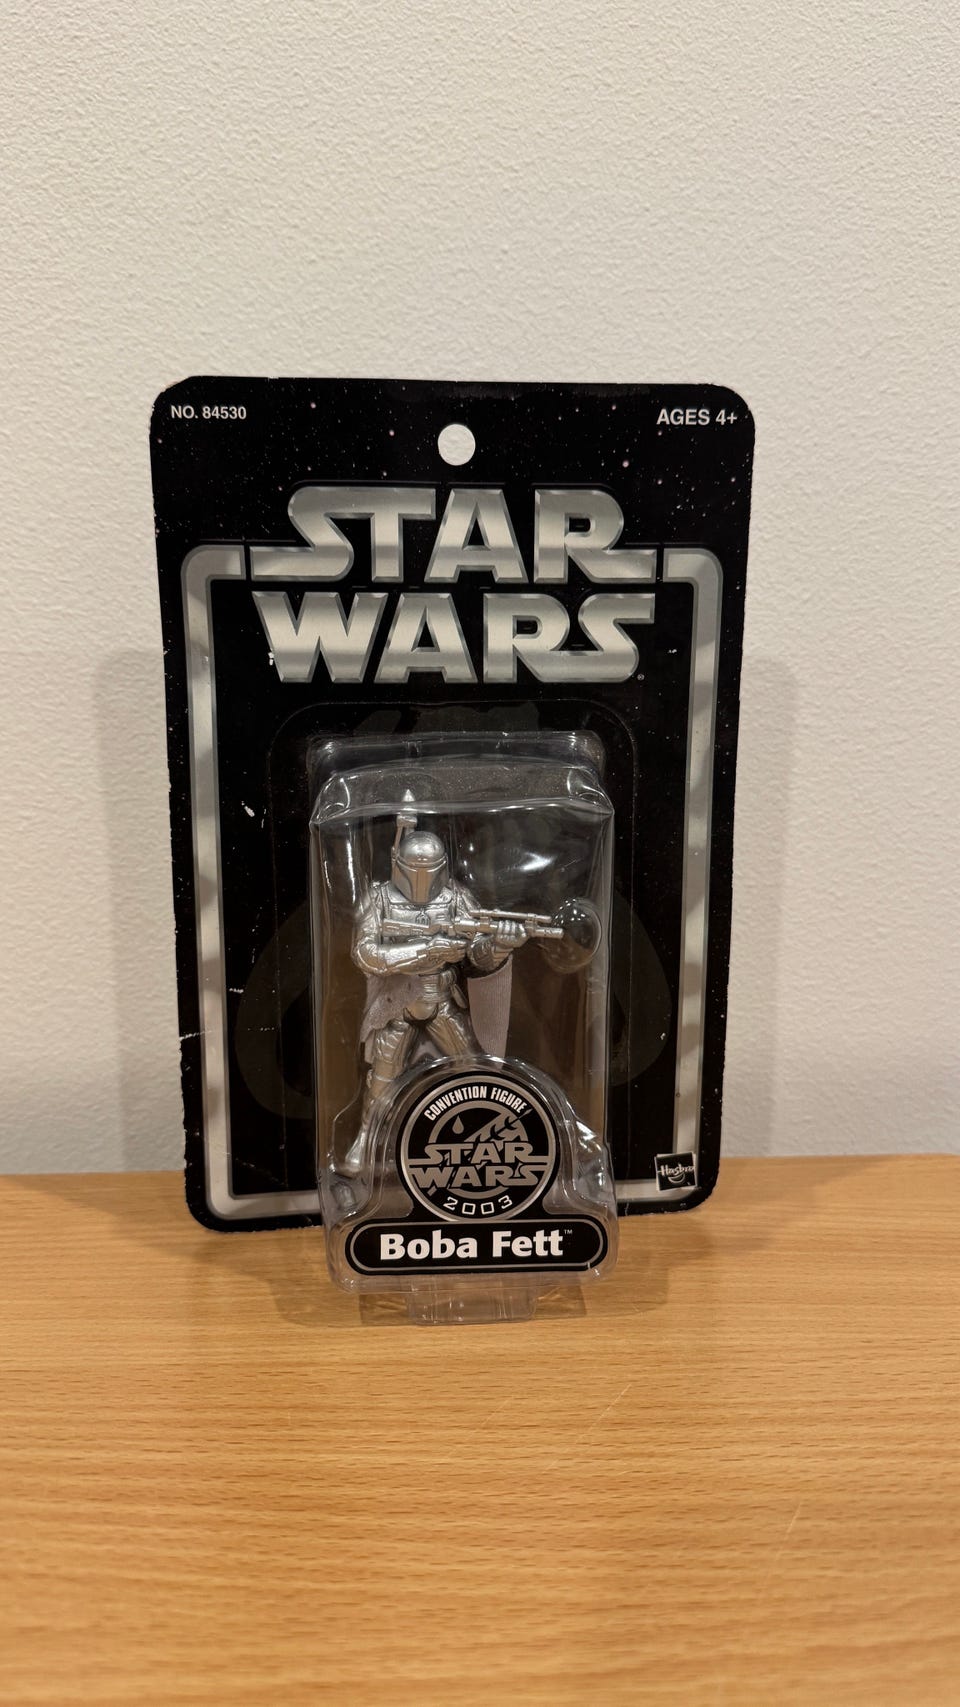 NO. 84530
AGES 4+
STAR
WARS
®
CONVENTION FIGURE
STAR
WARS
2003
Hasbro
Boba Fett™